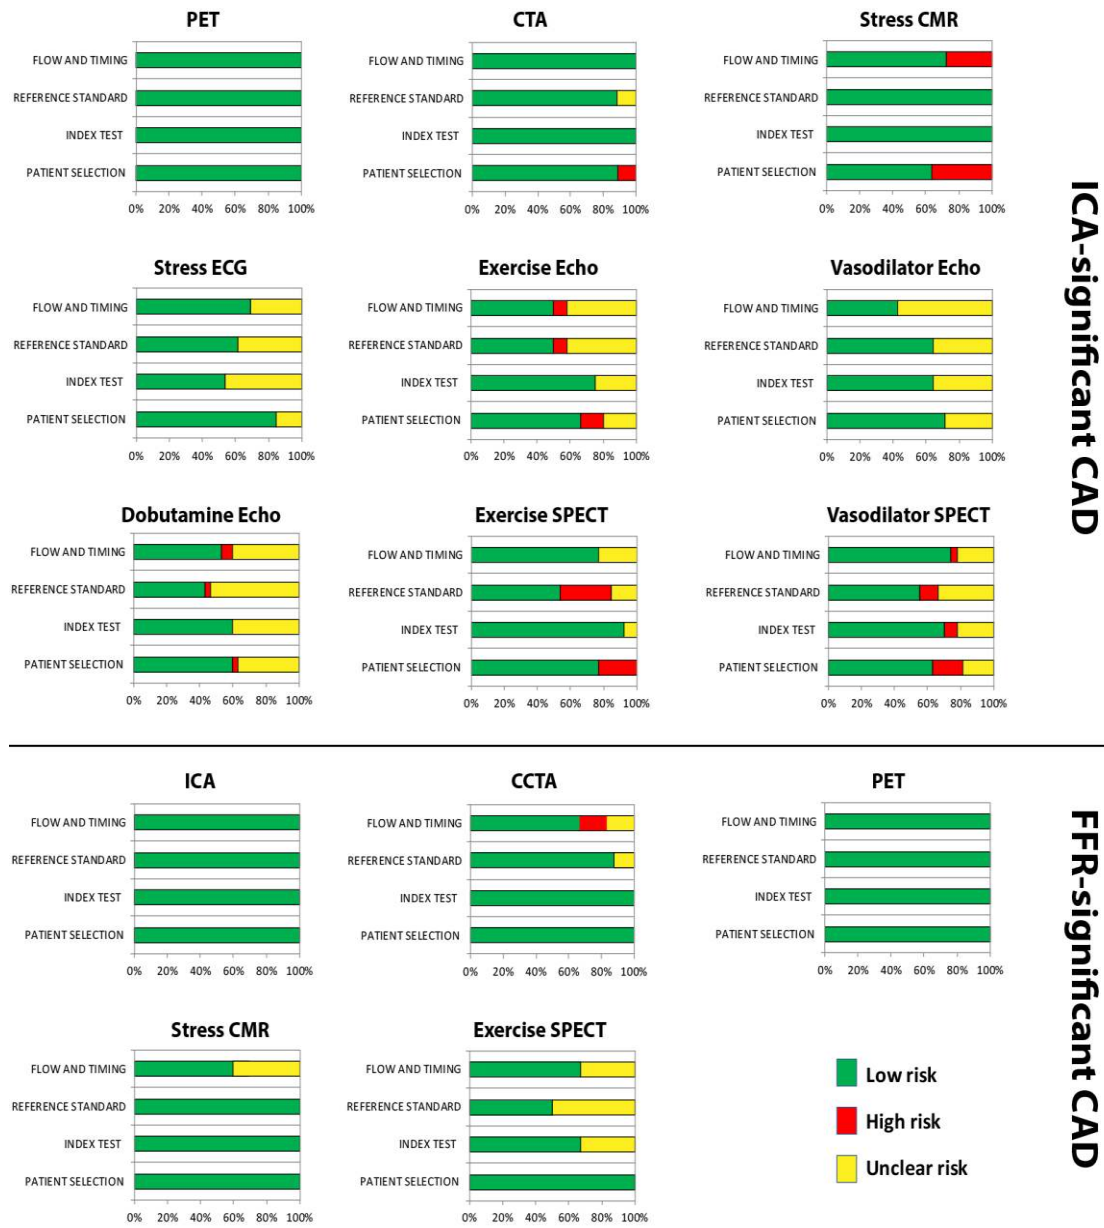 PET
FLOW AND TIMING
REFERENCE STANDARD
INDEX TEST
PATIENT SELECTION
0% 20% 40% 60% 80% 100%
CTA
FLOW AND TIMING
REFERENCE STANDARD
INDEX TEST
PATIENT SELECTION
0% 20% 40% 60% 80% 100%
Stress CMR
FLOW AND TIMING
REFERENCE STANDARD
INDEX TEST
PATIENT SELECTION
0% 20% 40% 60% 80% 100%
Stress ECG
FLOW AND TIMING
REFERENCE STANDARD
INDEX TEST
PATIENT SELECTION
0% 20% 40% 60% 80% 100%
Exercise Echo
FLOW AND TIMING
REFERENCE STANDARD
INDEX TEST
PATIENT SELECTION
0% 20% 40% 60% 80% 100%
Vasodilator Echo
FLOW AND TIMING
REFERENCE STANDARD
INDEX TEST
PATIENT SELECTION
0% 20% 40% 60% 80% 100%
Dobutamine Echo
FLOW AND TIMING
REFERENCE STANDARD
INDEX TEST
PATIENT SELECTION
0% 20% 40% 60% 80% 100%
Exercise SPECT
FLOW AND TIMING
REFERENCE STANDARD
INDEX TEST
PATIENT SELECTION
0% 20% 40% 60% 80% 100%
Vasodilator SPECT
FLOW AND TIMING
REFERENCE STANDARD
INDEX TEST
PATIENT SELECTION
0% 20% 40% 60% 80% 100%
ICA-significant CAD
ICA
FLOW AND TIMING
REFERENCE STANDARD
INDEX TEST
PATIENT SELECTION
0% 20% 40% 60% 80% 100%
CCTA
FLOW AND TIMING
REFERENCE STANDARD
INDEX TEST
PATIENT SELECTION
0% 20% 40% 60% 80% 100%
PET
FLOW AND TIMING
REFERENCE STANDARD
INDEX TEST
PATIENT SELECTION
0% 20% 40% 60% 80% 100%
Stress CMR
FLOW AND TIMING
REFERENCE STANDARD
INDEX TEST
PATIENT SELECTION
0% 20% 40% 60% 80% 100%
Exercise SPECT
FLOW AND TIMING
REFERENCE STANDARD
INDEX TEST
PATIENT SELECTION
0% 20% 40% 60% 80% 100%
Low risk
High risk
Unclear risk
FFR-significant CAD